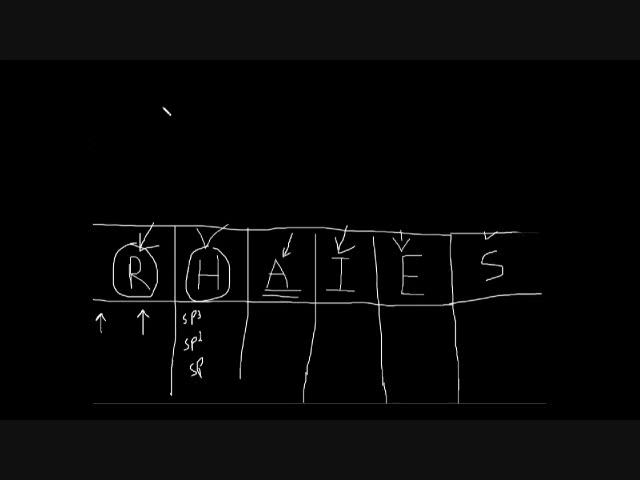 R H A I E S
↑ ↑
sp³
sp²
sp